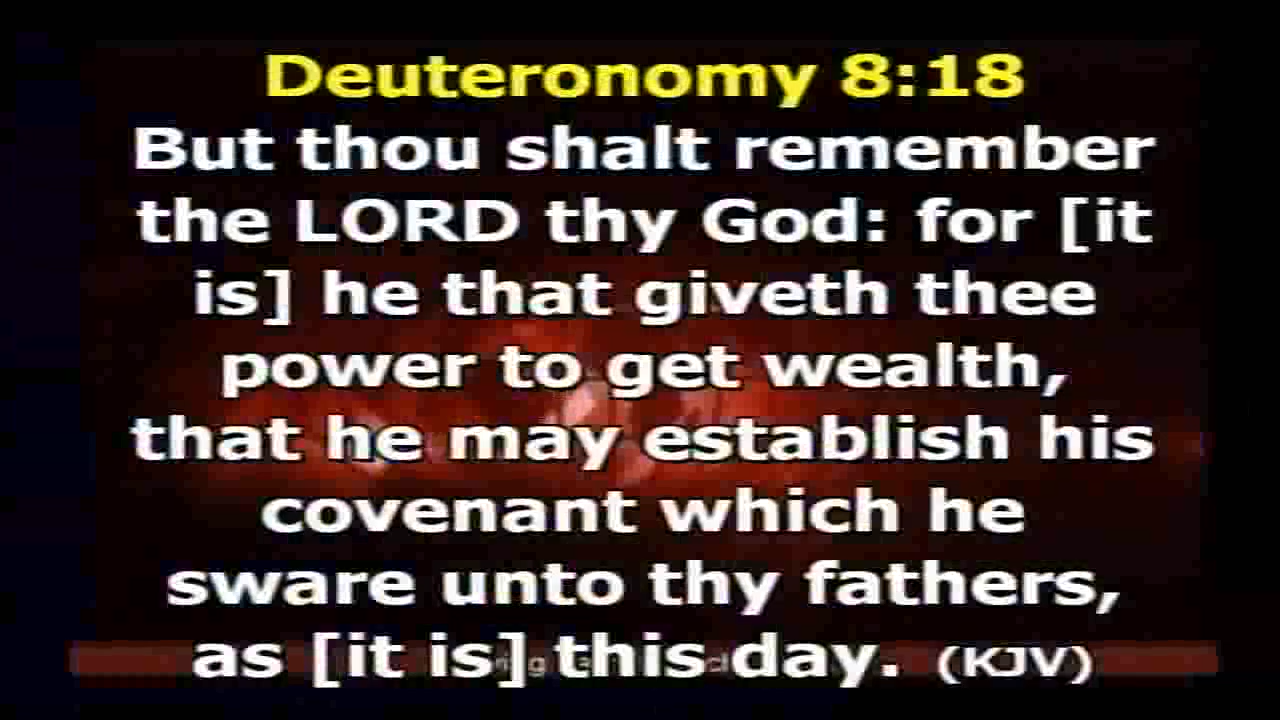 Deuteronomy 8:18
But thou shalt remember
the LORD thy God: for [it
is] he that giveth thee
power to get wealth,
that he may establish his
covenant which he
sware unto thy fathers,
as [it is] this day. (KJV)